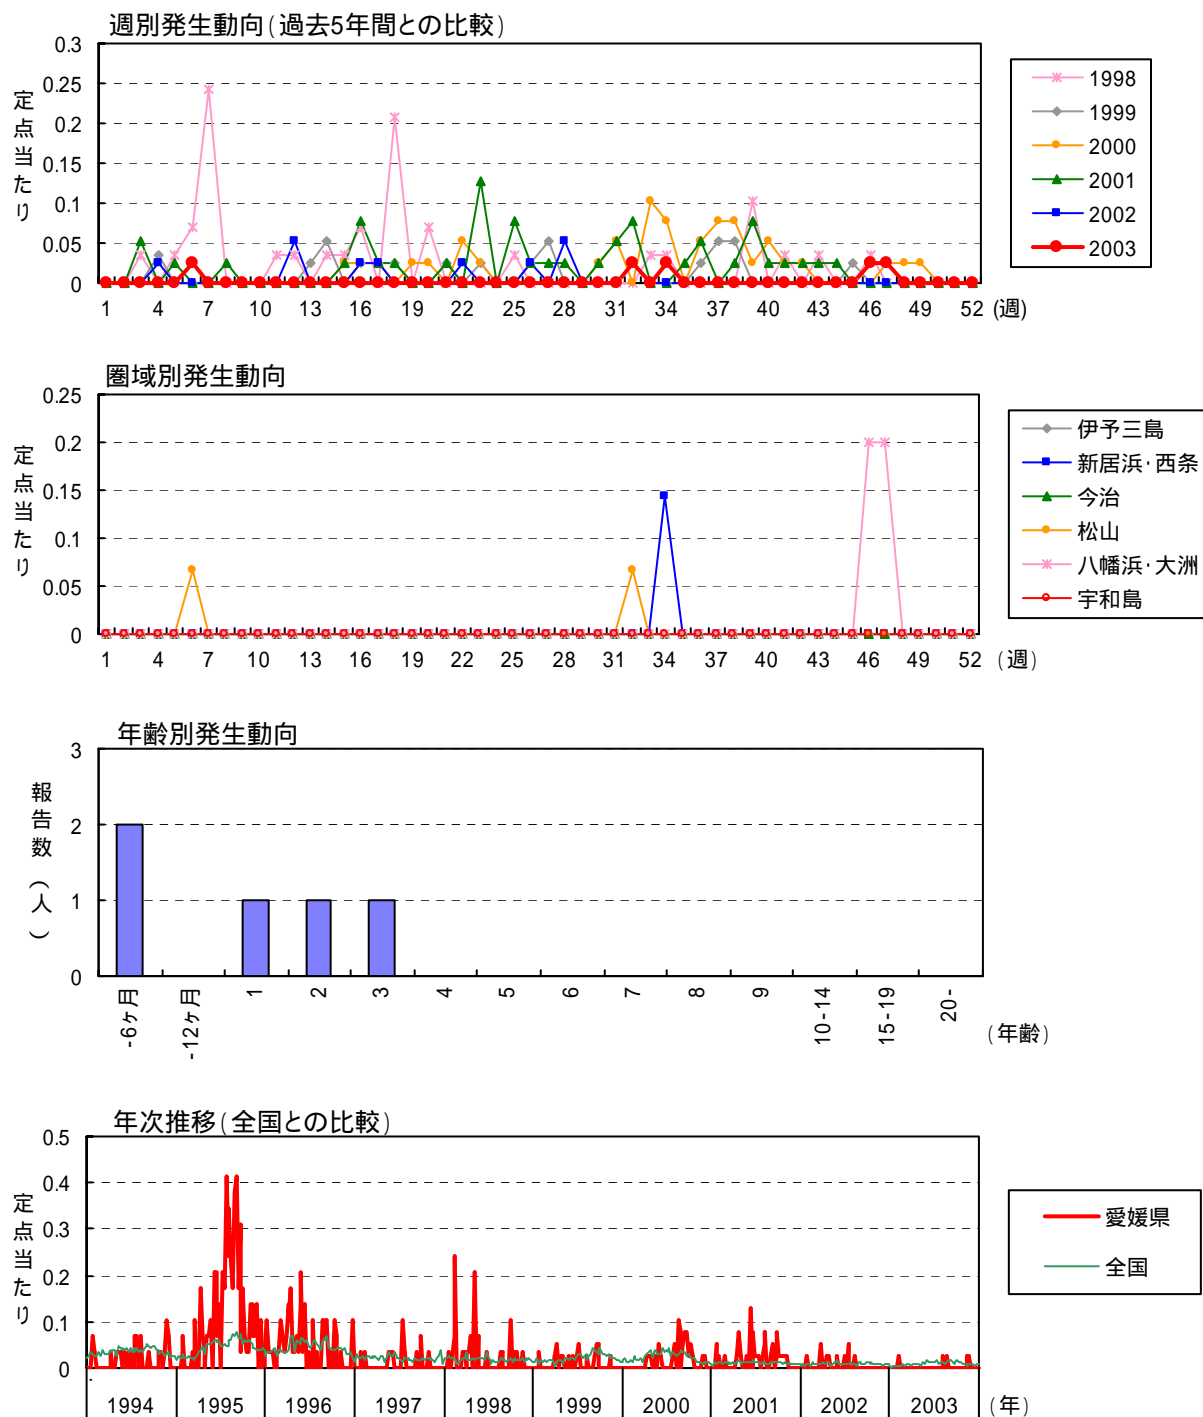 週別発生動向(過去5年間との比較)
定点当たり
0.3
0.25
0.2
0.15
0.1
0.05
0
1 4 7 10 13 16 19 22 25 28 31 34 37 40 43 46 49 52 (週)
1998
1999
2000
2001
2002
2003
圏域別発生動向
定点当たり
0.25
0.2
0.15
0.1
0.05
0
1 4 7 10 13 16 19 22 25 28 31 34 37 40 43 46 49 52 (週)
伊予三島
新居浜・西条
今治
松山
八幡浜・大洲
宇和島
年齢別発生動向
報告数(人)
3
2
1
0
-6ヶ月 -12ヶ月 1 2 3 4 5 6 7 8 9 10-14 15-19 20-
(年齢)
年次推移(全国との比較)
定点当たり
0.5
0.4
0.3
0.2
0.1
0
1994 1995 1996 1997 1998 1999 2000 2001 2002 2003 (年)
愛媛県
全国